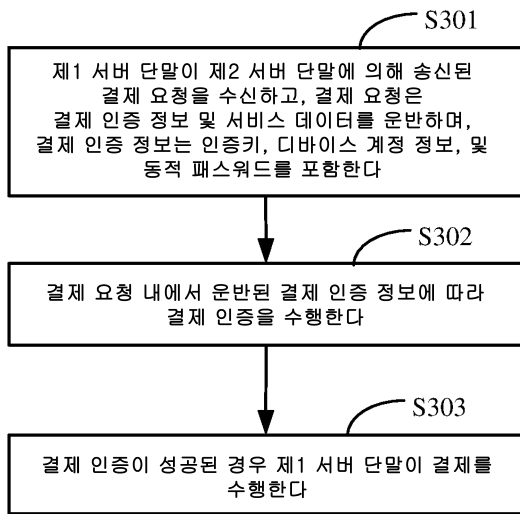 S301
제1 서버 단말이 제2 서버 단말에 의해 송신된
결제 요청을 수신하고, 결제 요청은
결제 인증 정보 및 서비스 데이터를 운반하며,
결제 인증 정보는 인증키, 디바이스 계정 정보, 및
동적 패스워드를 포함한다
S302
결제 요청 내에서 운반된 결제 인증 정보에 따라
결제 인증을 수행한다
S303
결제 인증이 성공된 경우 제1 서버 단말이 결제를
수행한다